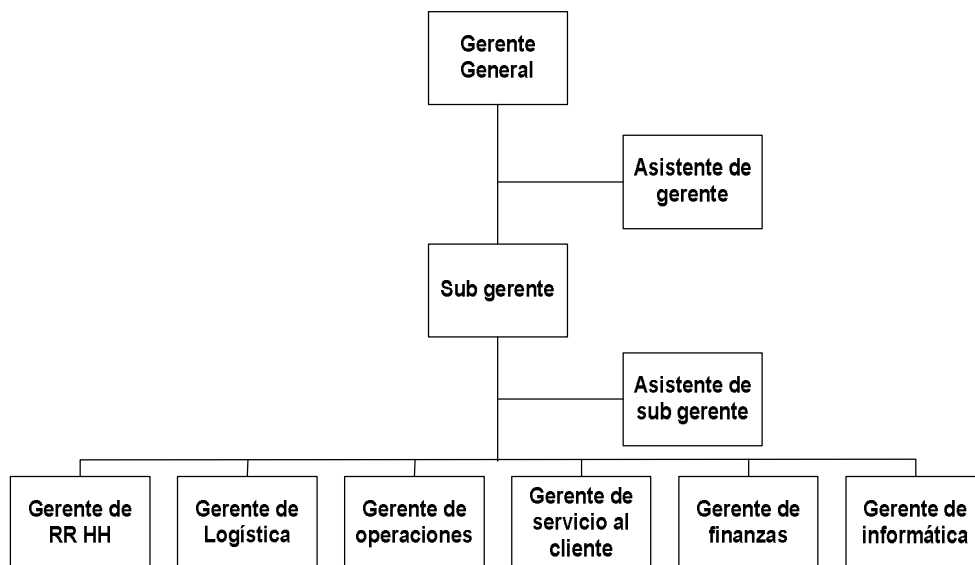 Gerente
General
Asistente de
gerente
Sub gerente
Asistente de
sub gerente
Gerente de
RR HH
Gerente de
Logística
Gerente de
operaciones
Gerente de
servicio al
cliente
Gerente de
finanzas
Gerente de
informática